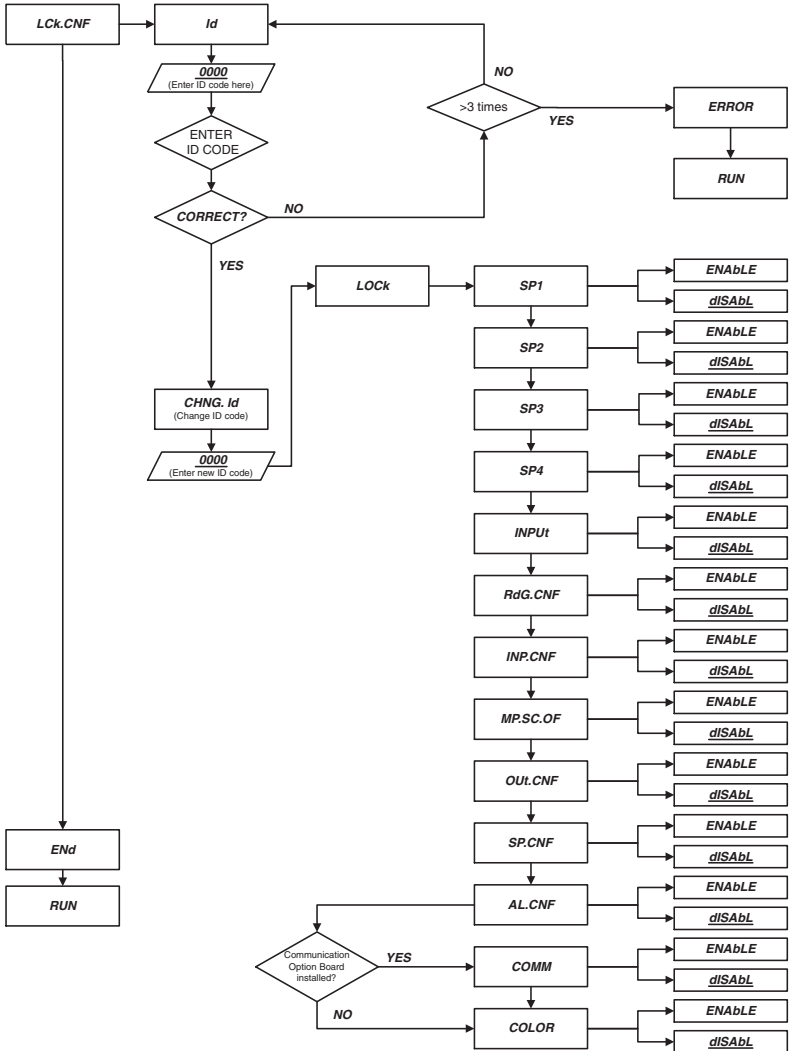 LCk.CNF
Id
0000
(Enter ID code here)
ENTER
ID CODE
CORRECT?
NO
YES
>3 times
NO
YES
ERROR
RUN
CHNG. Id
(Change ID code)
0000
(Enter new ID code)
LOCk
SP1
ENAbLE
dISAbL
SP2
ENAbLE
dISAbL
SP3
ENAbLE
dISAbL
SP4
ENAbLE
dISAbL
INPUt
ENAbLE
dISAbL
RdG.CNF
ENAbLE
dISAbL
INP.CNF
ENAbLE
dISAbL
MP.SC.OF
ENAbLE
dISAbL
OUt.CNF
ENAbLE
dISAbL
SP.CNF
ENAbLE
dISAbL
AL.CNF
ENAbLE
dISAbL
ENd
RUN
Communication
Option Board
installed?
YES
NO
COMM
ENAbLE
dISAbL
COLOR
ENAbLE
dISAbL